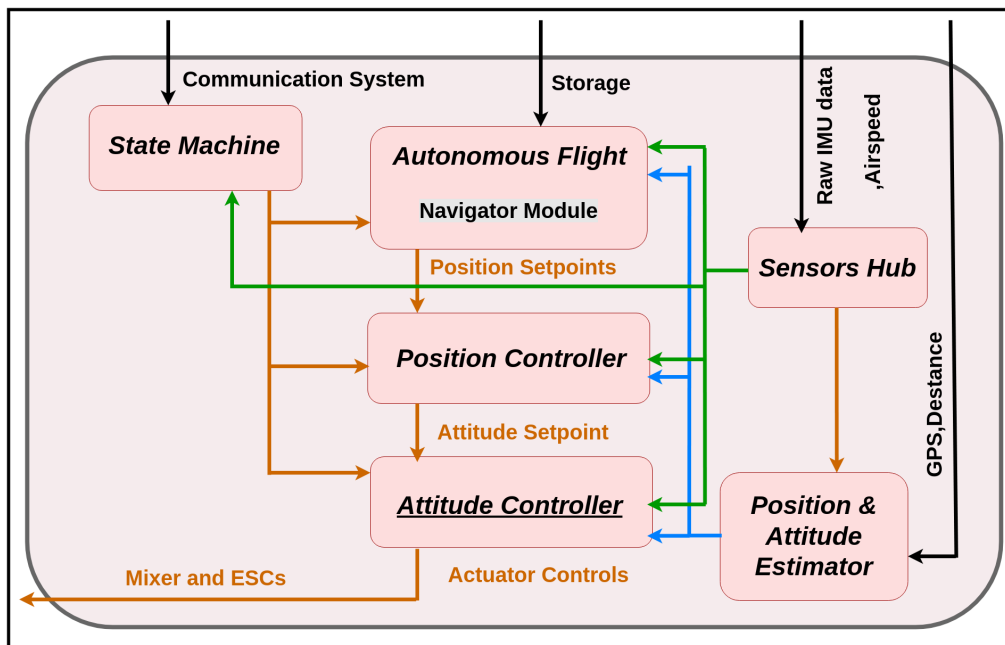 Communication System
Storage
Raw IMU data
,Airspeed
State Machine
Autonomous Flight
Navigator Module
Position Setpoints
Sensors Hub
Position Controller
GPS,Destance
Attitude Setpoint
Attitude Controller
Position &
Attitude
Estimator
Mixer and ESCs
Actuator Controls